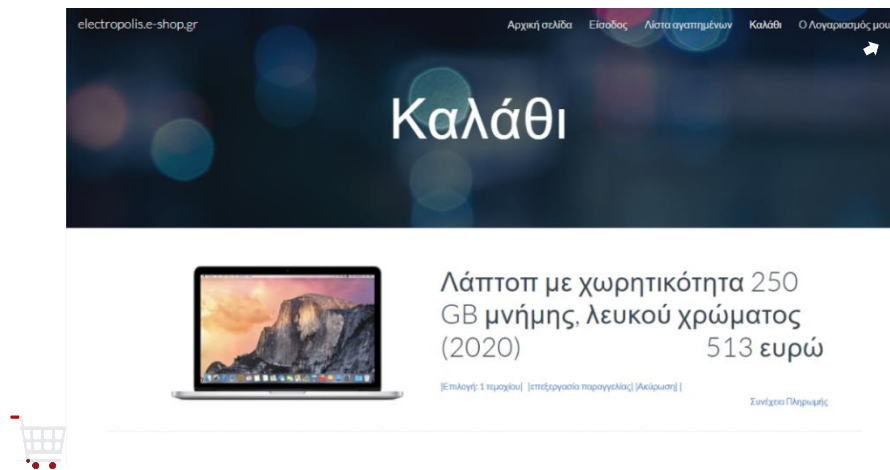 electropolis.e-shop.gr Αρχική σελίδα Είσοδος Λίστα αγαπημένων Καλάθι Ο Λογαριασμός μου
Καλάθι
Λάπτοπ με χωρητικότητα 250
GB μνήμης, λευκού χρώματος
(2020) 513 ευρώ
|Επιλογή: 1 τεμαχίου| |επεξεργασία παραγγελίας| |Ακύρωση| |
Συνέχεια Πληρωμής